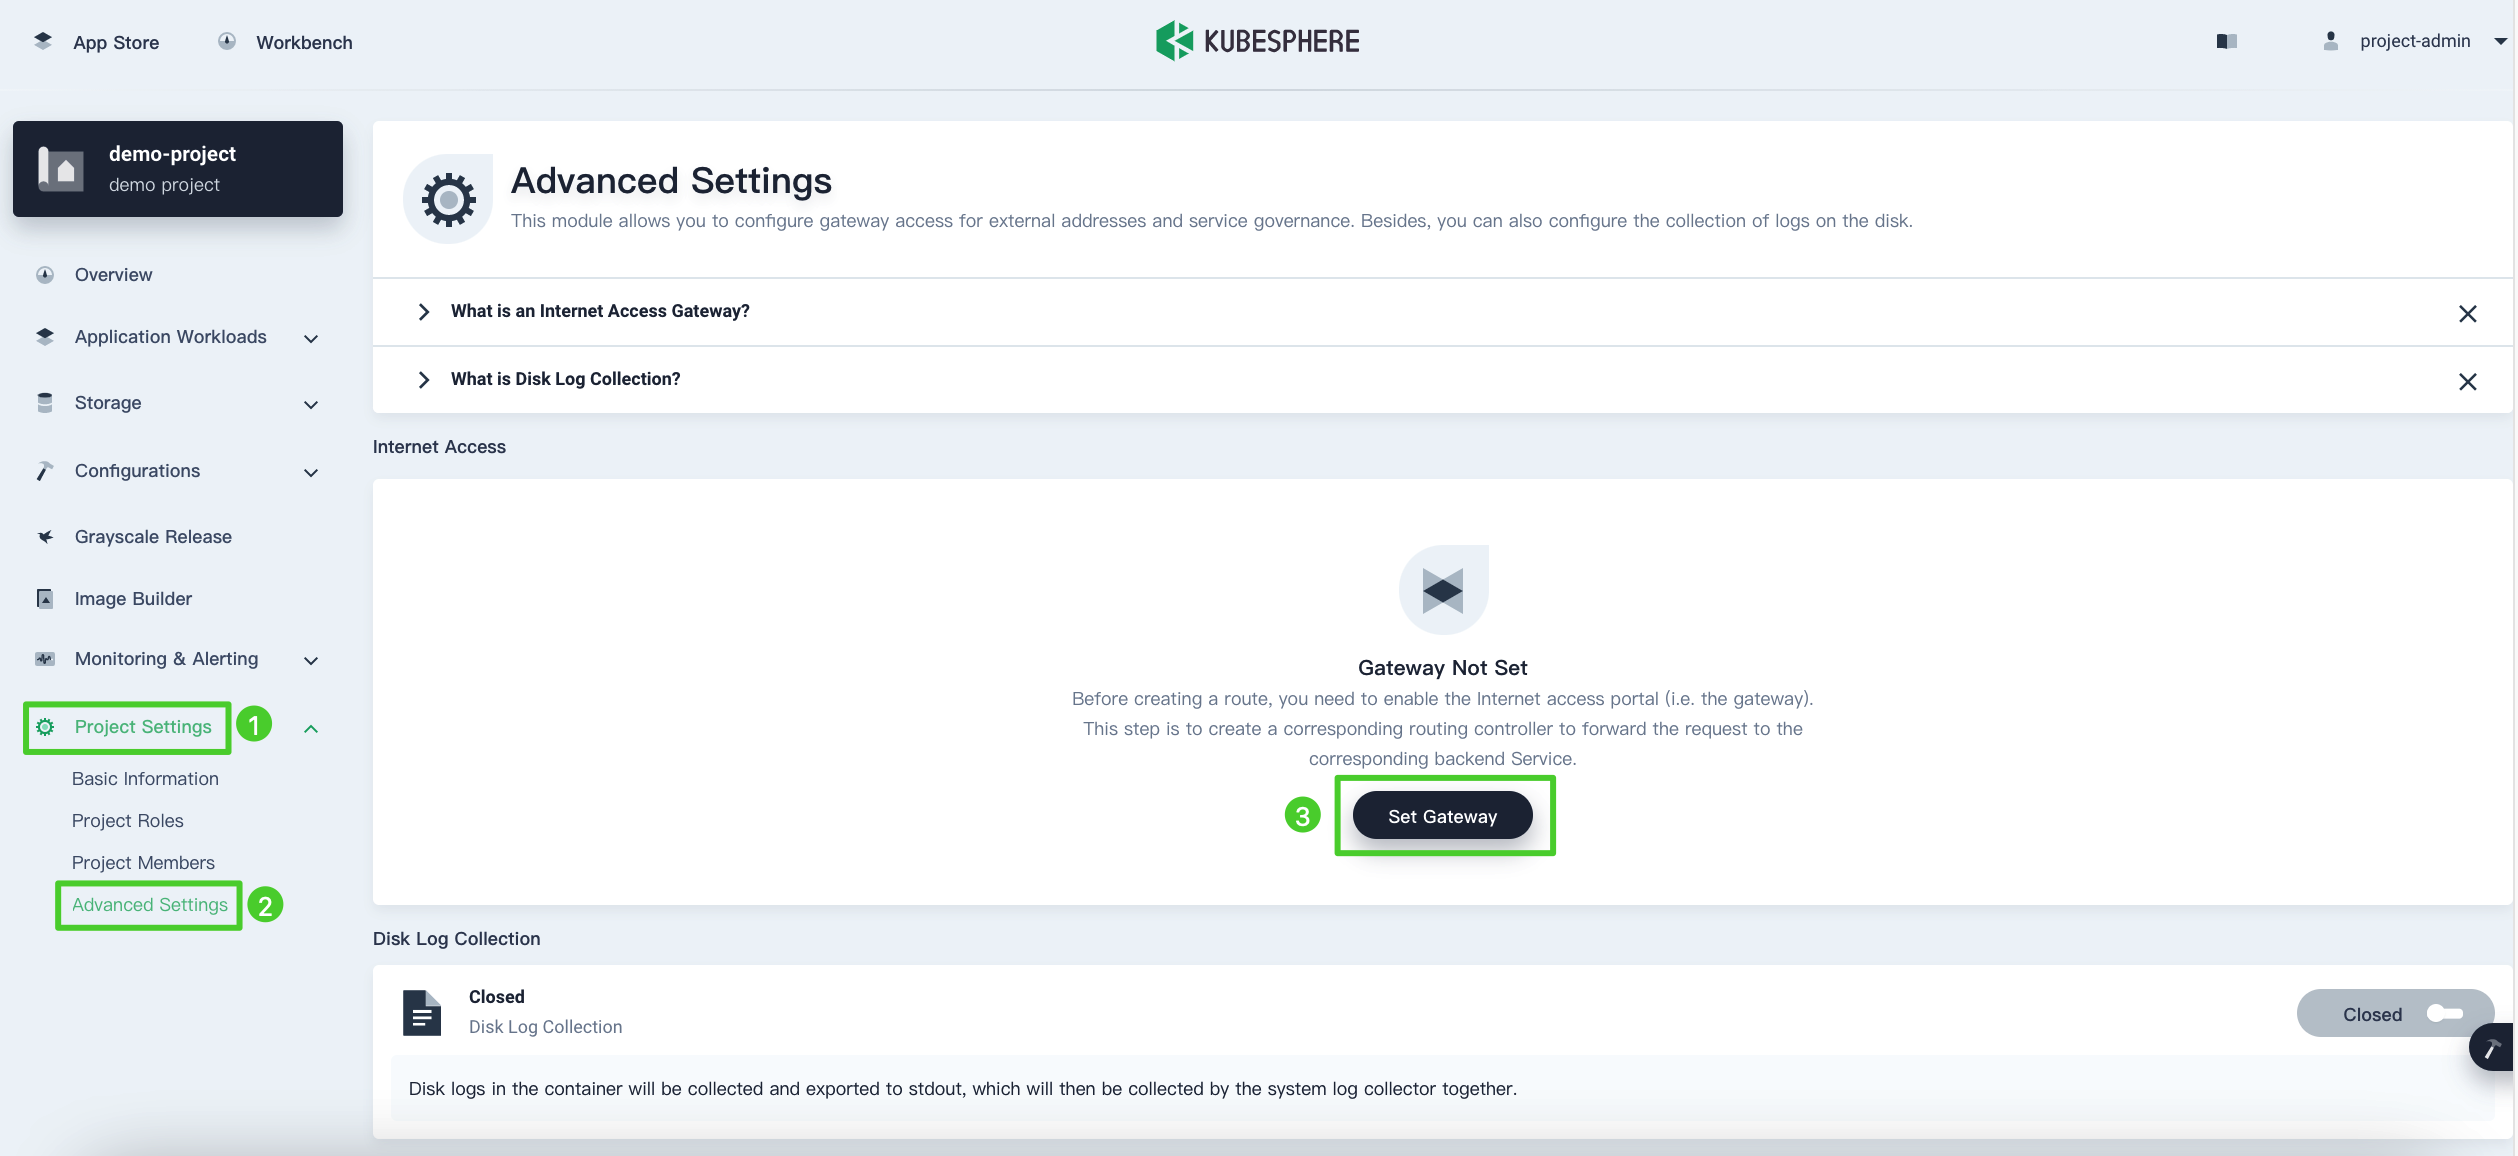 App Store
Workbench
KUBESPHERE
project-admin
demo-project
demo project
Overview
Application Workloads
Storage
Configurations
Grayscale Release
Image Builder
Monitoring & Alerting
Project Settings
1
Basic Information
Project Roles
Project Members
Advanced Settings
2
Advanced Settings
This module allows you to configure gateway access for external addresses and service governance. Besides, you can also configure the collection of logs on the disk.
What is an Internet Access Gateway?
What is Disk Log Collection?
Internet Access
Gateway Not Set
Before creating a route, you need to enable the Internet access portal (i.e. the gateway).
This step is to create a corresponding routing controller to forward the request to the
corresponding backend Service.
3
Set Gateway
Disk Log Collection
Closed
Disk Log Collection
Closed
Disk logs in the container will be collected and exported to stdout, which will then be collected by the system log collector together.